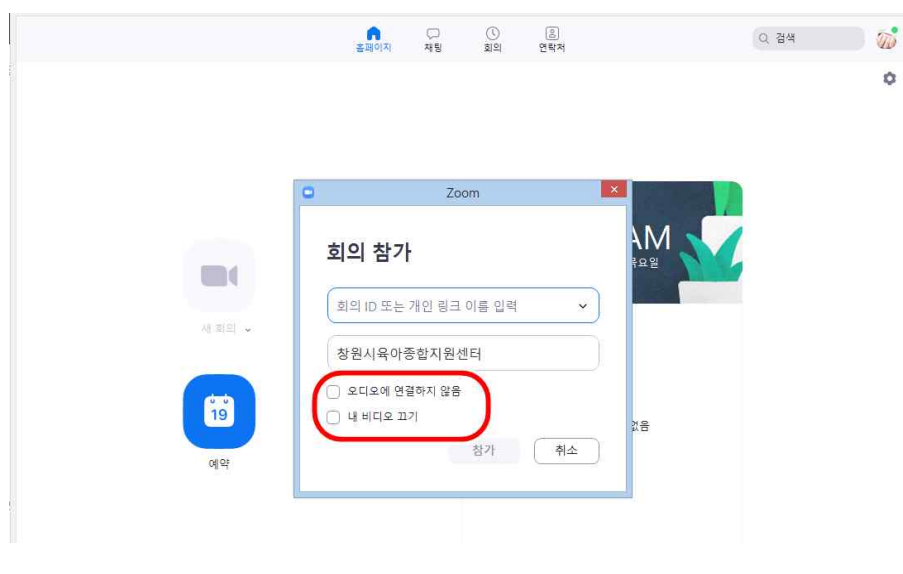 홈페이지 채팅 회의 연락처 검색
Zoom
회의 참가
AM
요일
회의 ID 또는 개인 링크 이름 입력
새 회의
창원시육아종합지원센터
오디오에 연결하지 않음
19
내 비디오 끄기
없음
참가 취소
예약